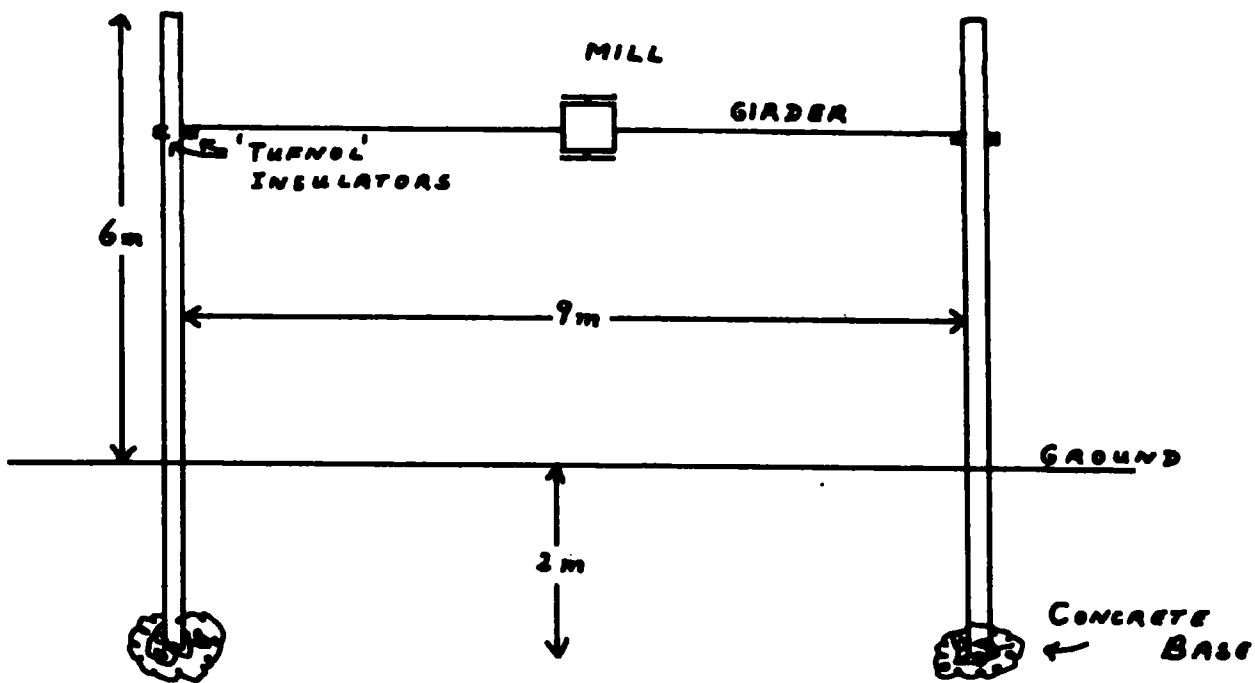 MILL
GIRDER
'TUFNOL'
INSULATORS
6m
9m
GROUND
2m
CONCRETE
BASE